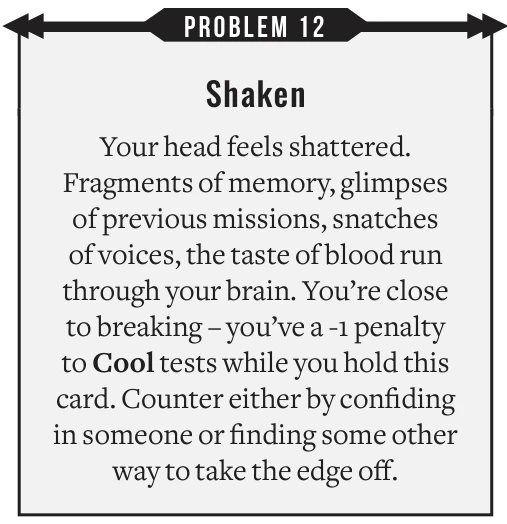 PROBLEM 12
Shaken
Your head feels shattered.
Fragments of memory, glimpses
of previous missions, snatches
of voices, the taste of blood run
through your brain. You’re close
to breaking – you’ve a -1 penalty
to Cool tests while you hold this
card. Counter either by confiding
in someone or finding some other
way to take the edge off.